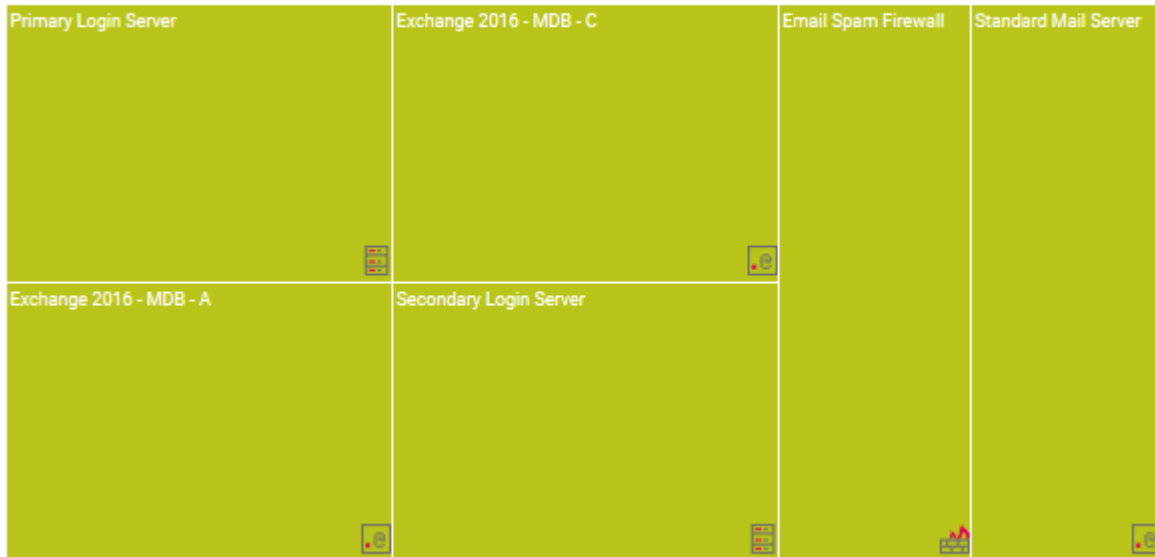 Primary Login Server
Exchange 2016 - MDB - C
Email Spam Firewall
Standard Mail Server
Exchange 2016 - MDB - A
Secondary Login Server